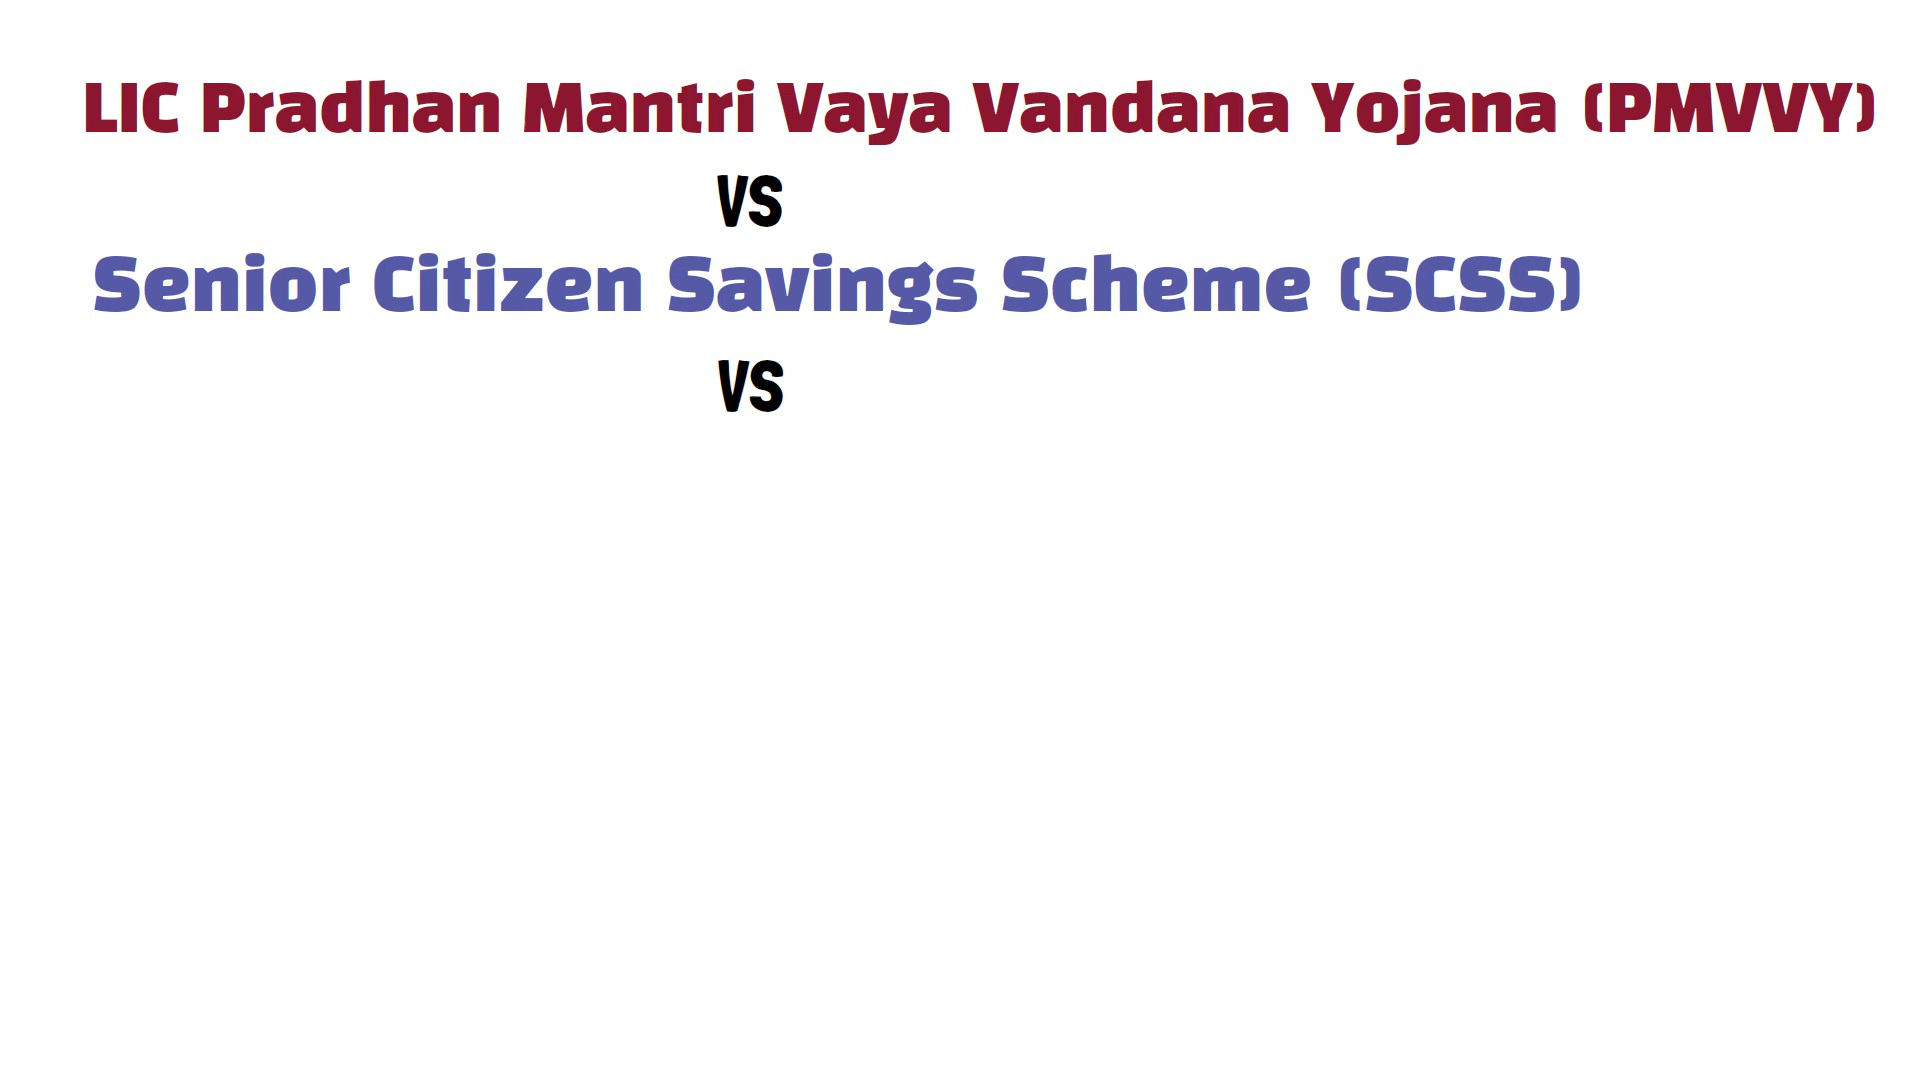 LIC Pradhan Mantri Vaya Vandana Yojana (PMVVY)
VS
Senior Citizen Savings Scheme (SCSS)
VS